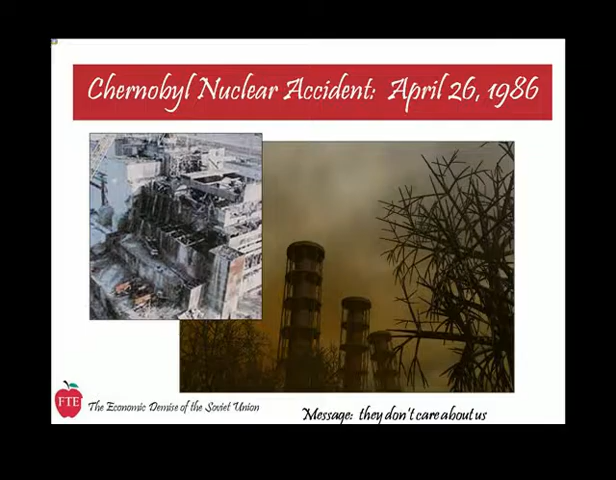 Chernobyl Nuclear Accident: April 26, 1986
FTE
The Economic Demise of the Soviet Union
Message: they don't care about us